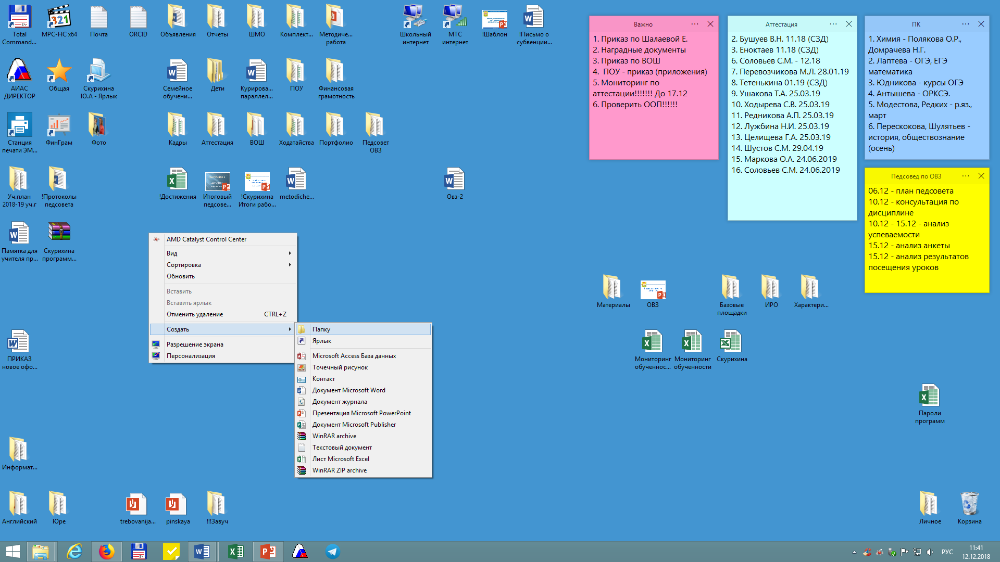 Total
Command...
MPC-HC x64
Почта
ORCID
Объявления
Отчеты
ШМО
Комплект...
Методиче...
работа
Школьный
интернет
МТС
интернет
!Шаблон
!Письмо о
субвенции...
АИАС
ДИРЕКТОР
Общая
Скурихина
Ю.А - Ярлык
Семейное
обучени...
Дети
Курирова...
параллел...
ПОУ
Финансовая
грамотность
Станция
печати ЭМ...
ФинГрам
Фото
Кадры
Аттестация
ВОШ
Ходатайства
Портфолио
Педсовет
ОВЗ
Уч.план
2018-19 уч.г
!Протоколы
педсовета
!Достижения
Итоговый
педсове...
!Скурихина
Итоги рабо...
metodiche...
Овз-2
Памятка для
учителя пр...
Скурихина
программ...
ПРИКАЗ
новое офо...
Информат...
Английский
Юре
trebovanija...
pinskaya
!!!Завуч
AMD Catalyst Control Center
Вид
Сортировка
Обновить
Вставить
Вставить ярлык
Отменить удаление CTRL+Z
Создать
Разрешение экрана
Персонализация
Папку
Ярлык
Microsoft Access База данных
Точечный рисунок
Контакт
Документ Microsoft Word
Документ журнала
Презентация Microsoft PowerPoint
Документ Microsoft Publisher
WinRAR archive
Текстовый документ
Лист Microsoft Excel
WinRAR ZIP archive
Важно
1. Приказ по Шалаевой Е.
2. Наградные документы
3. Приказ по ВОШ
4. ПОУ - приказ (приложения)
5. Мониторинг по
аттестации!!!!!!! До 17.12
6. Проверить ООП!!!!!!
Аттестация
2. Бушуев В.Н. 11.18 (СЗД)
3. Еноктаев 11.18 (СЗД)
6. Соловьев С.М. - 12.18
7. Перевозчикова М.Л. 28.01.19
8. Тетенькина 01.19 (СЗД)
9. Ушакова Т.А. 25.03.19
10. Ходырева С.В. 25.03.19
11. Редникова А.П. 25.03.19
12. Лужбина Н.И. 25.03.19
13. Целищева Г.А. 25.03.19
14. Шустов С.М. 29.04.19
15. Маркова О.А. 24.06.2019
16. Соловьев С.М. 24.06.2019
ПК
1. Химия - Полякова О.Р.,
Домрачева Н.Г.
2. Лаптева - ОГЭ, ЕГЭ
математика
3. Юдникова - курсы ОГЭ
4. Антышева - ОРКСЭ.
5. Модестова, Редких - р.яз.,
март
6. Перескокова, Шулятьев -
история, обществознание
(осень)
Педсовед по ОВЗ
06.12 - план педсовета
10.12 - консультация по
дисциплине
10.12 - 15.12 - анализ
успеваемости
15.12 - анализ анкеты
15.12 - анализ результатов
посещения уроков
Материалы
ОВЗ
Базовые
площадки
ИРО
Характери...
Мониторинг
обученнос...
Мониторинг
обученности
Скурихина
Пароли
программ
Личное
Корзина
РУС
11:41
12.12.2018